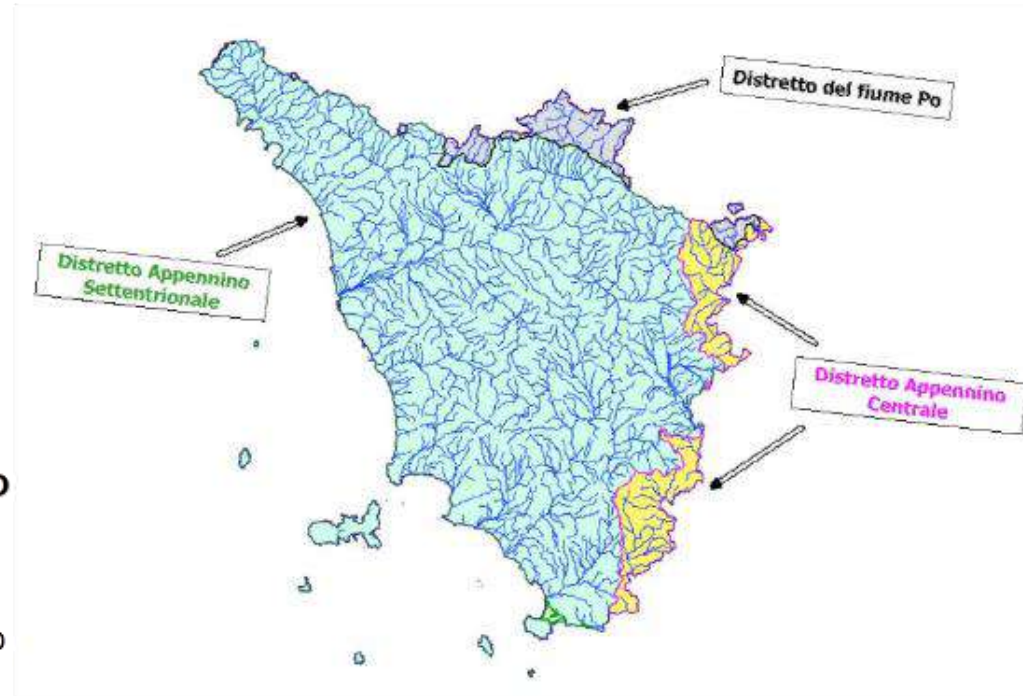 Distretto del fiume Po
Distretto Appennino
Settentrionale
Distretto Appennino
Centrale